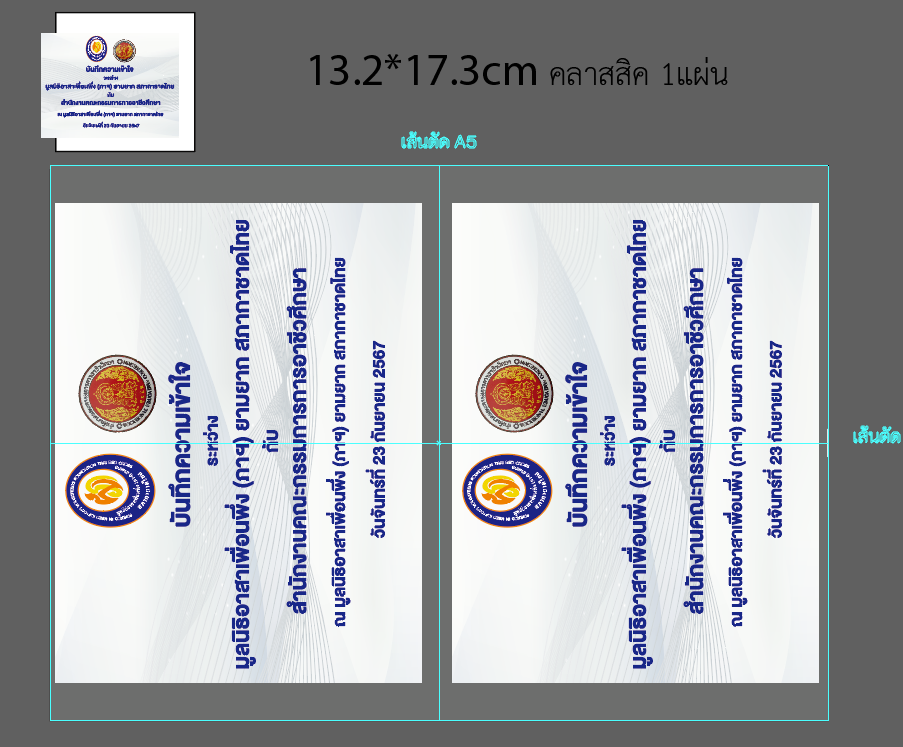 บันทึกความเข้าใจ
ระหว่าง
มูลนิธิอาสาเพื่อนพึ่ง (ภาฯ) ยามยาก สภากาชาดไทย
กับ
สำนักงานคณะกรรมการการอาชีวศึกษา
ณ มูลนิธิอาสาเพื่อนพึ่ง (ภาฯ) ยามยาก สภากาชาดไทย
วันจันทร์ที่ 23 กันยายน 2567
13.2*17.3cm คลาสสิค 1แผ่น
เส้นตัด A5
บันทึกความเข้าใจ
ระหว่าง
มูลนิธิอาสาเพื่อนพึ่ง (ภาฯ) ยามยาก สภากาชาดไทย
กับ
สำนักงานคณะกรรมการการอาชีวศึกษา
ณ มูลนิธิอาสาเพื่อนพึ่ง (ภาฯ) ยามยาก สภากาชาดไทย
วันจันทร์ที่ 23 กันยายน 2567
บันทึกความเข้าใจ
ระหว่าง
มูลนิธิอาสาเพื่อนพึ่ง (ภาฯ) ยามยาก สภากาชาดไทย
กับ
สำนักงานคณะกรรมการการอาชีวศึกษา
ณ มูลนิธิอาสาเพื่อนพึ่ง (ภาฯ) ยามยาก สภากาชาดไทย
วันจันทร์ที่ 23 กันยายน 2567
เส้นตัด